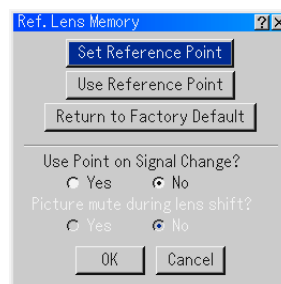 Ref. Lens Memory
Set Reference Point
Use Reference Point
Return to Factory Default
Use Point on Signal Change?
Yes No
Picture mute during lens shift?
Yes No
OK Cancel